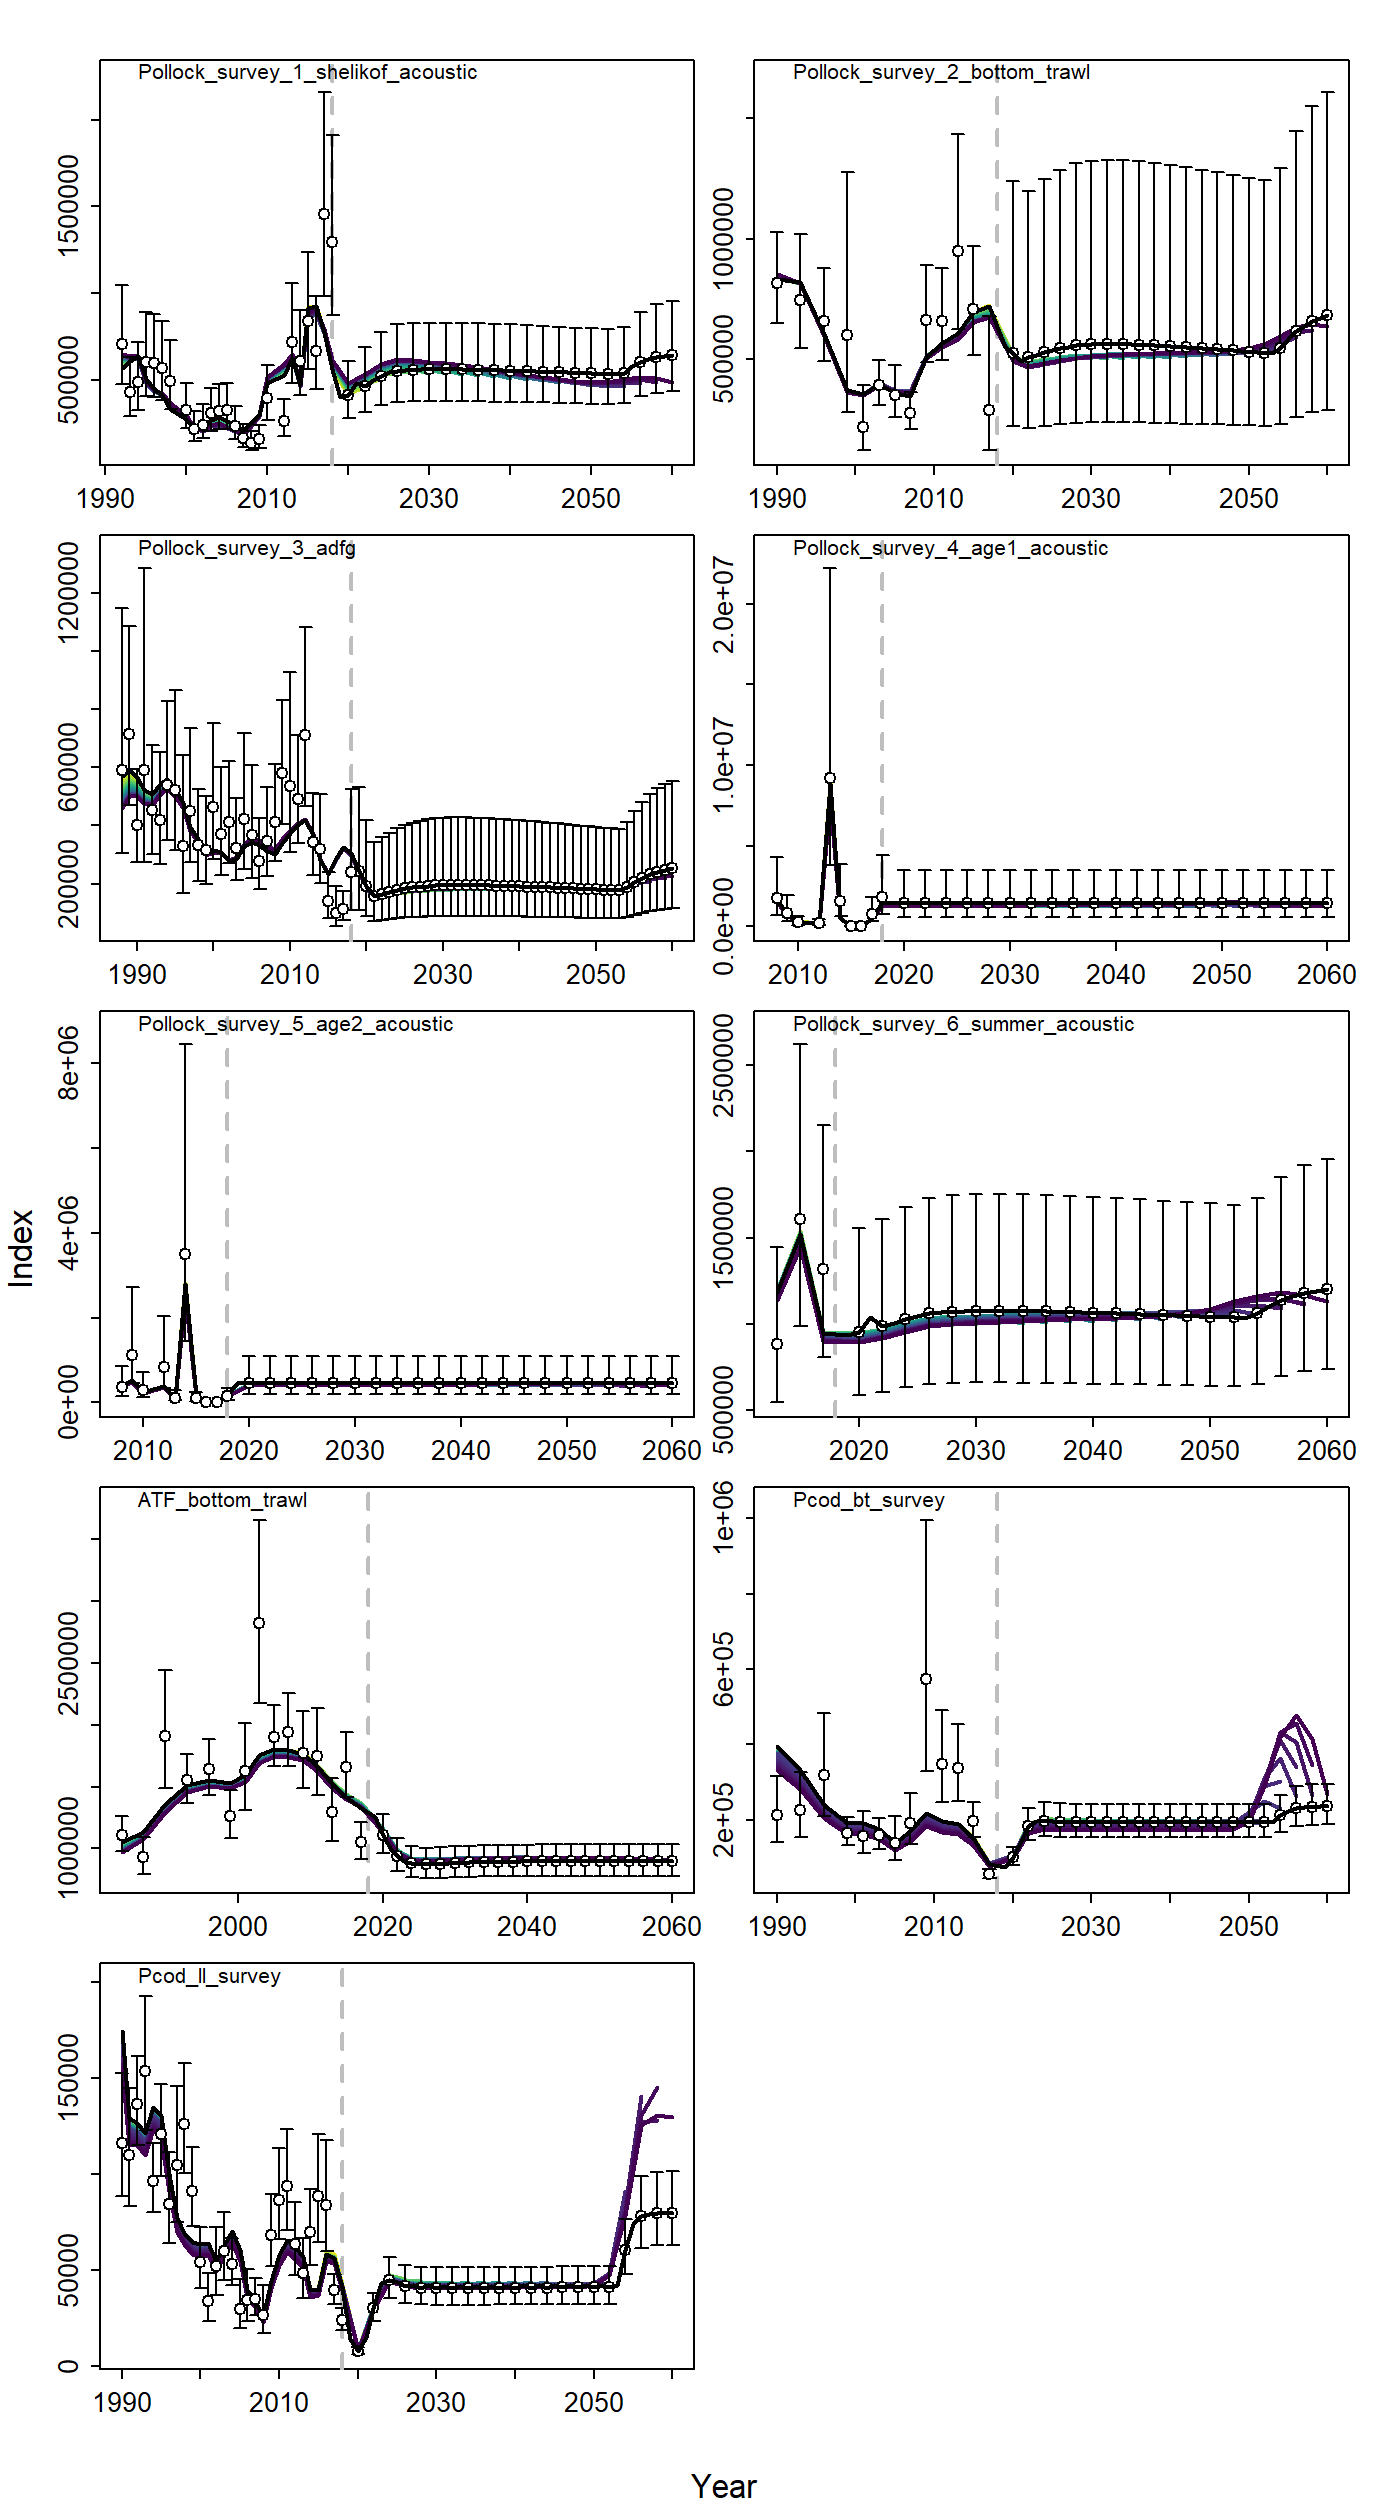 Pollock_survey_1_shelikof_acoustic
500000 1500000
1990 2010 2030 2050
Pollock_survey_2_bottom_trawl
500000 1000000
1990 2010 2030 2050
Pollock_survey_3_adfg
200000 600000 1200000
1990 2010 2030 2050
Pollock_survey_4_age1_acoustic
0.0e+00 1.0e+07 2.0e+07
2010 2020 2030 2040 2050 2060
Pollock_survey_5_age2_acoustic
0e+00 4e+06 8e+06
2010 2020 2030 2040 2050 2060
Pollock_survey_6_summer_acoustic
500000 1500000 2500000
2020 2030 2040 2050 2060
Index
ATF_bottom_trawl
1000000 2500000
2000 2020 2040 2060
Pcod_bt_survey
2e+05 6e+05 1e+06
1990 2010 2030 2050
Pcod_ll_survey
0 50000 150000
1990 2010 2030 2050
Year